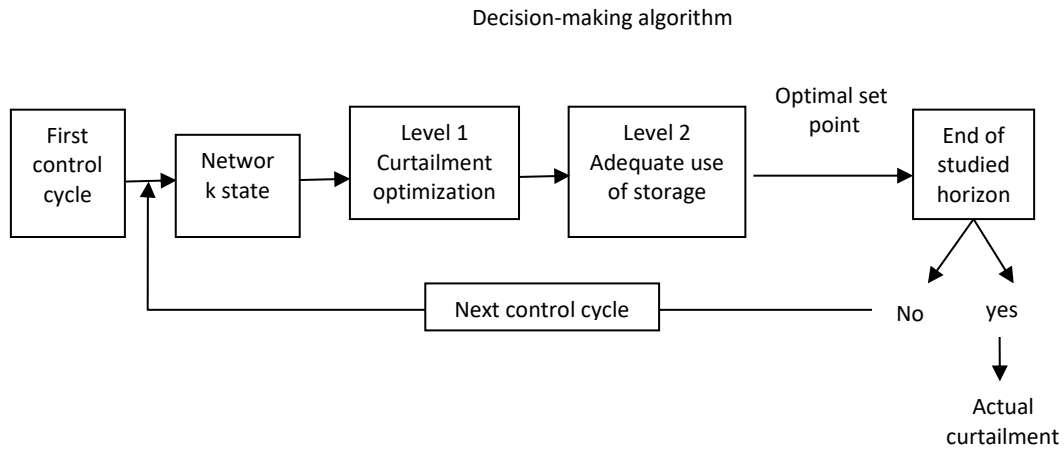 Decision-making algorithm
First
control
cycle
Networ
k state
Level 1
Curtailment
optimization
Level 2
Adequate use
of storage
Optimal set
point
End of
studied
horizon
Next control cycle
No
yes
Actual
curtailment